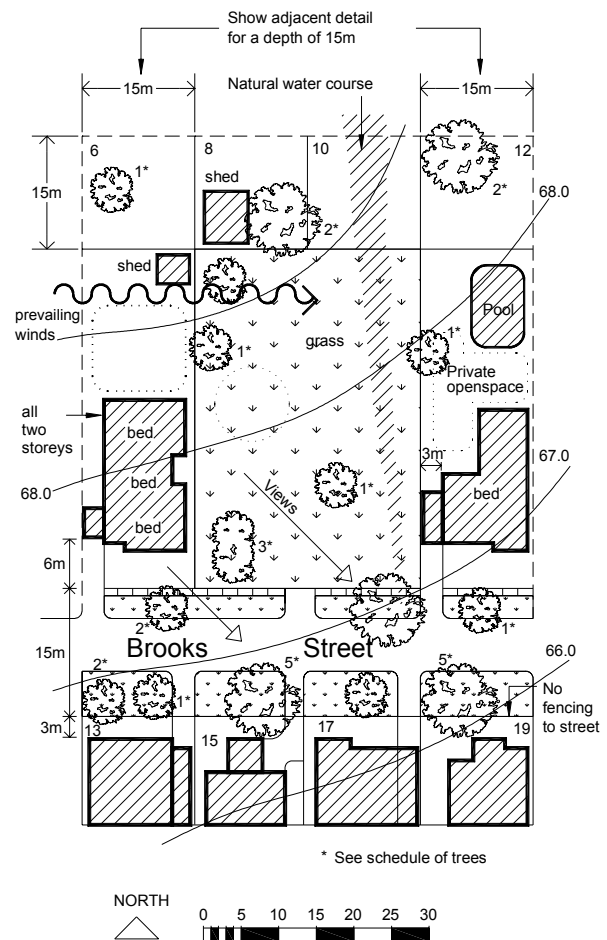 Show adjacent detail
for a depth of 15m
15m
Natural water course
15m
6
8
10
12
1*
shed
2*
2*
15m
68.0
shed
prevailing
winds
grass
Pool
1*
1*
Private
openspace
all
two
storeys
bed
bed
bed
3m
67.0
68.0
Views
1*
bed
3*
6m
2*
1*
Brooks Street
15m
66.0
2*
1*
5*
5*
No
fencing
to street
3m
13
15
17
19
* See schedule of trees
NORTH
0 5 10 15 20 25 30